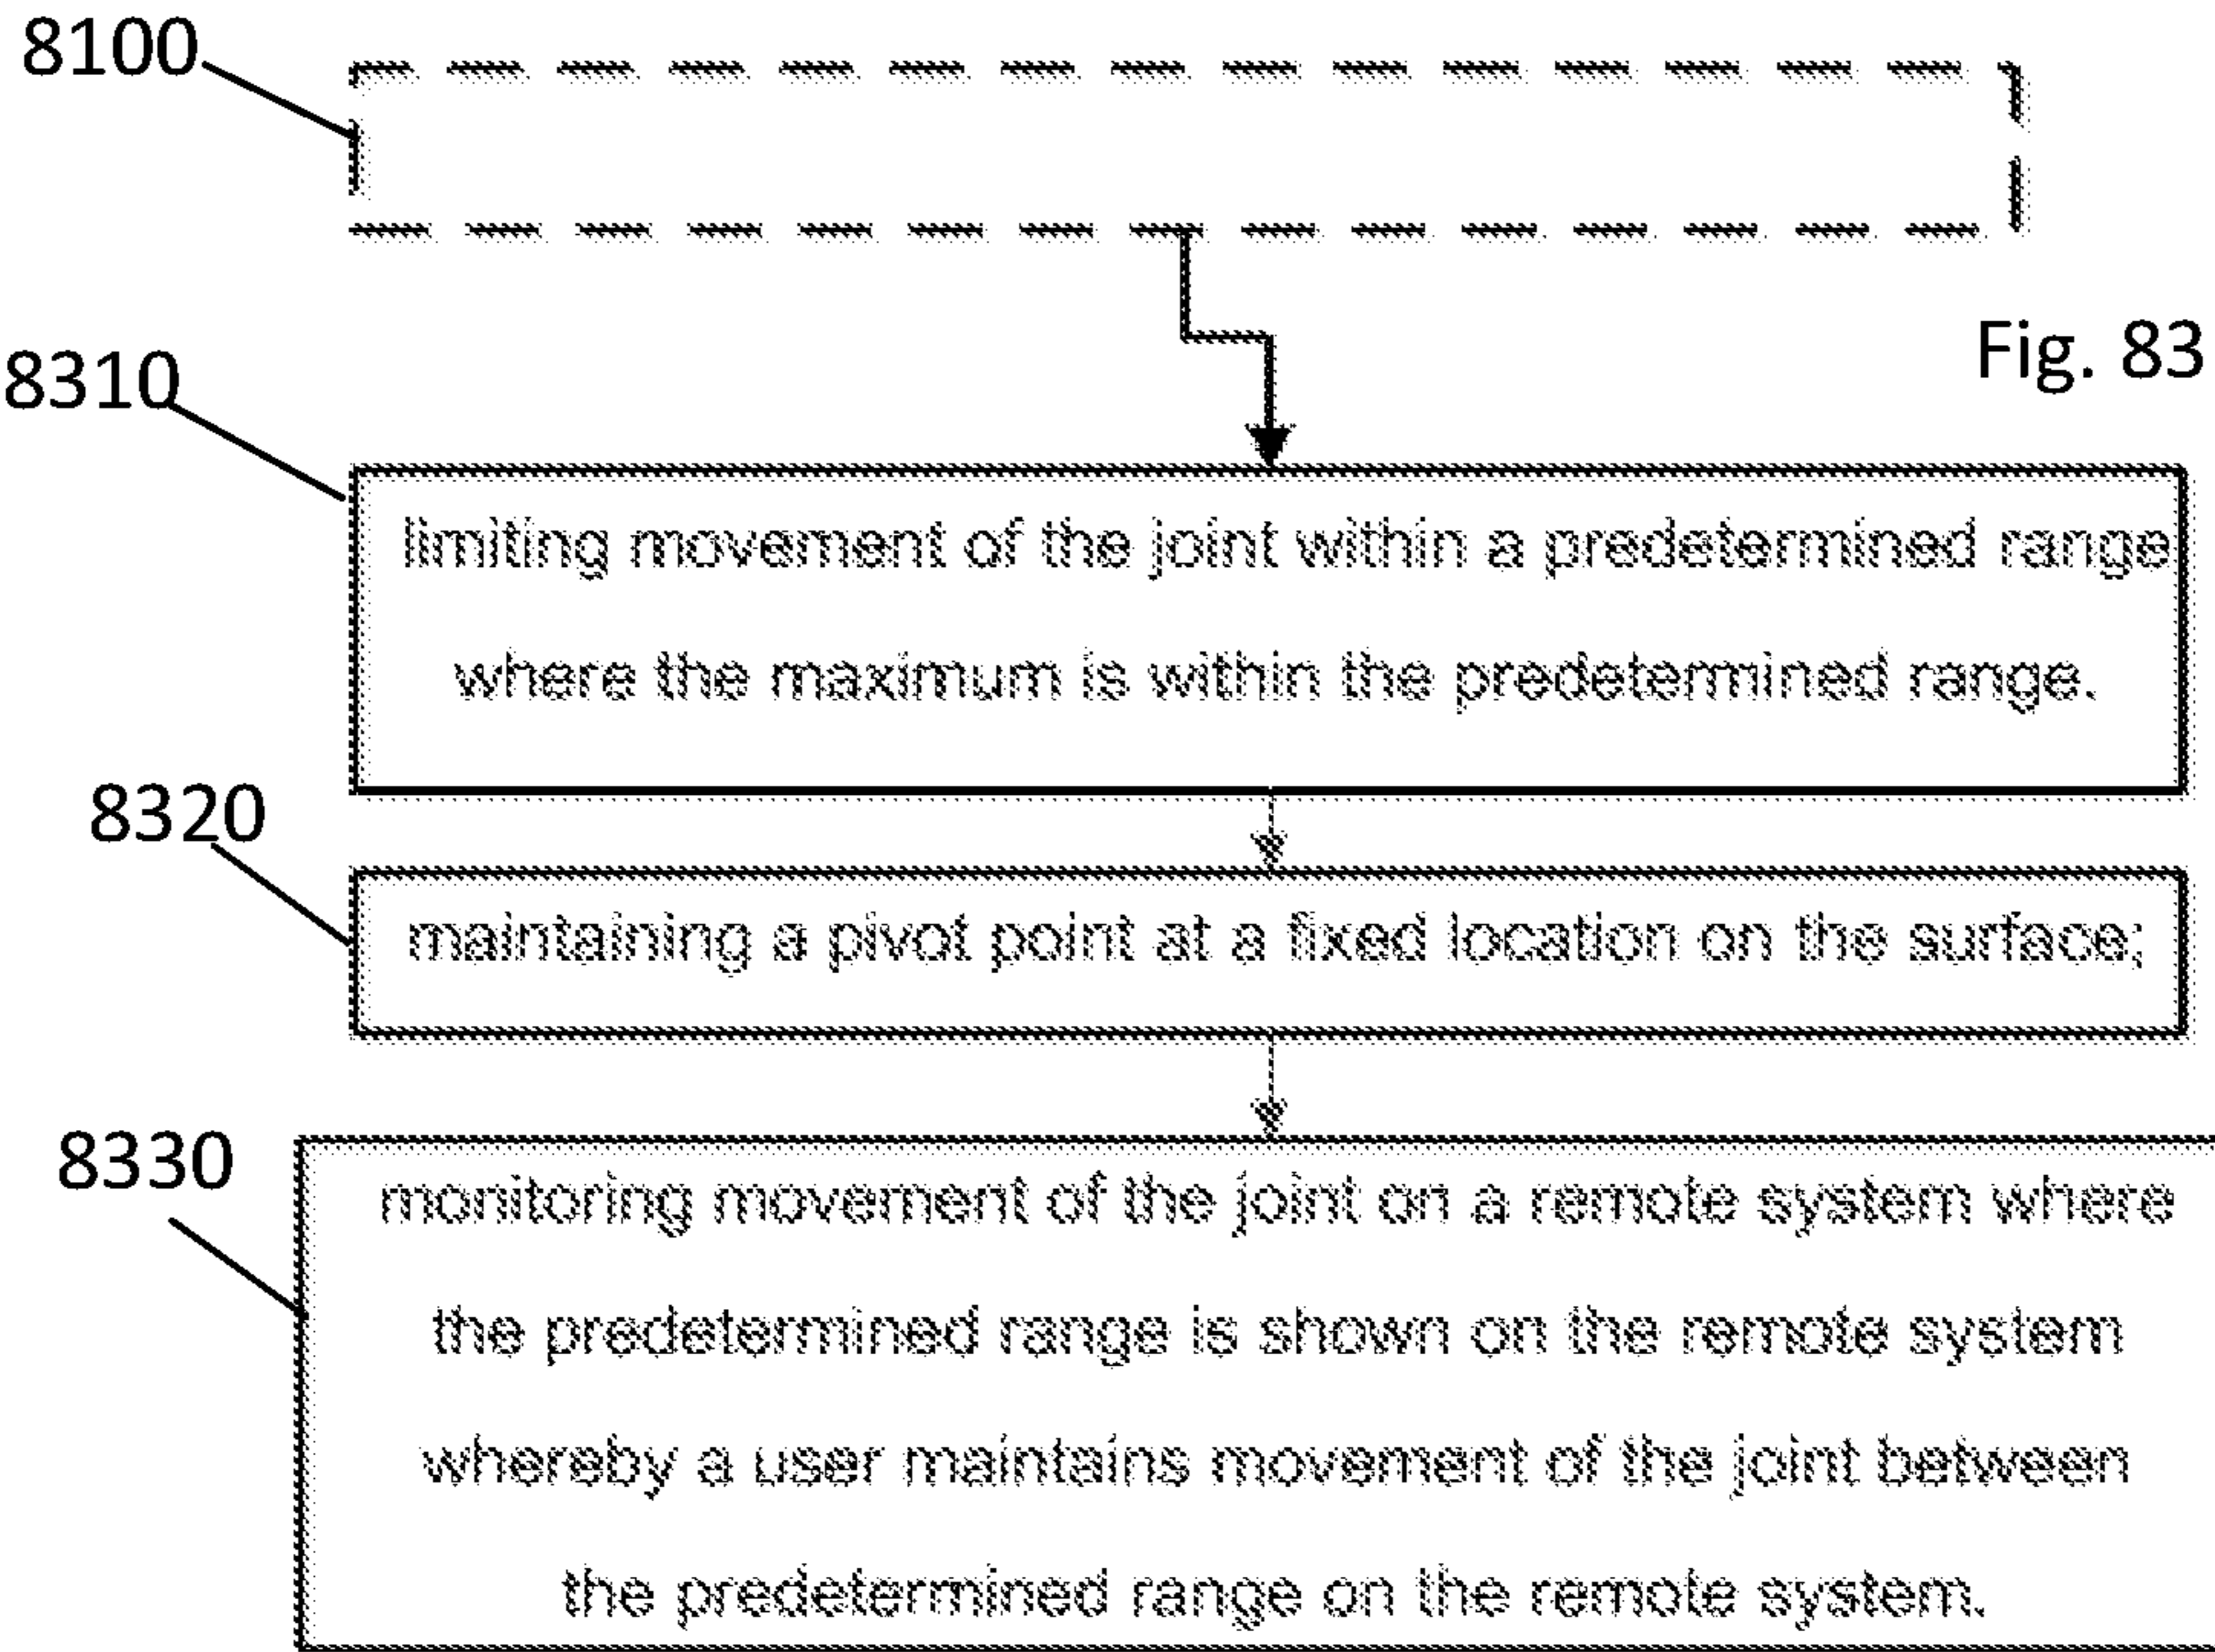 8100
Fig. 83
8310
limiting movement of the joint within a predetermined range
where the maximum is within the predetermined range.
8320
maintaining a pivot point at a fixed location on the surface;
8330
monitoring movement of the joint on a remote system where
the predetermined range is shown on the remote system
whereby a user maintains movement of the joint between
the predetermined range on the remote system.